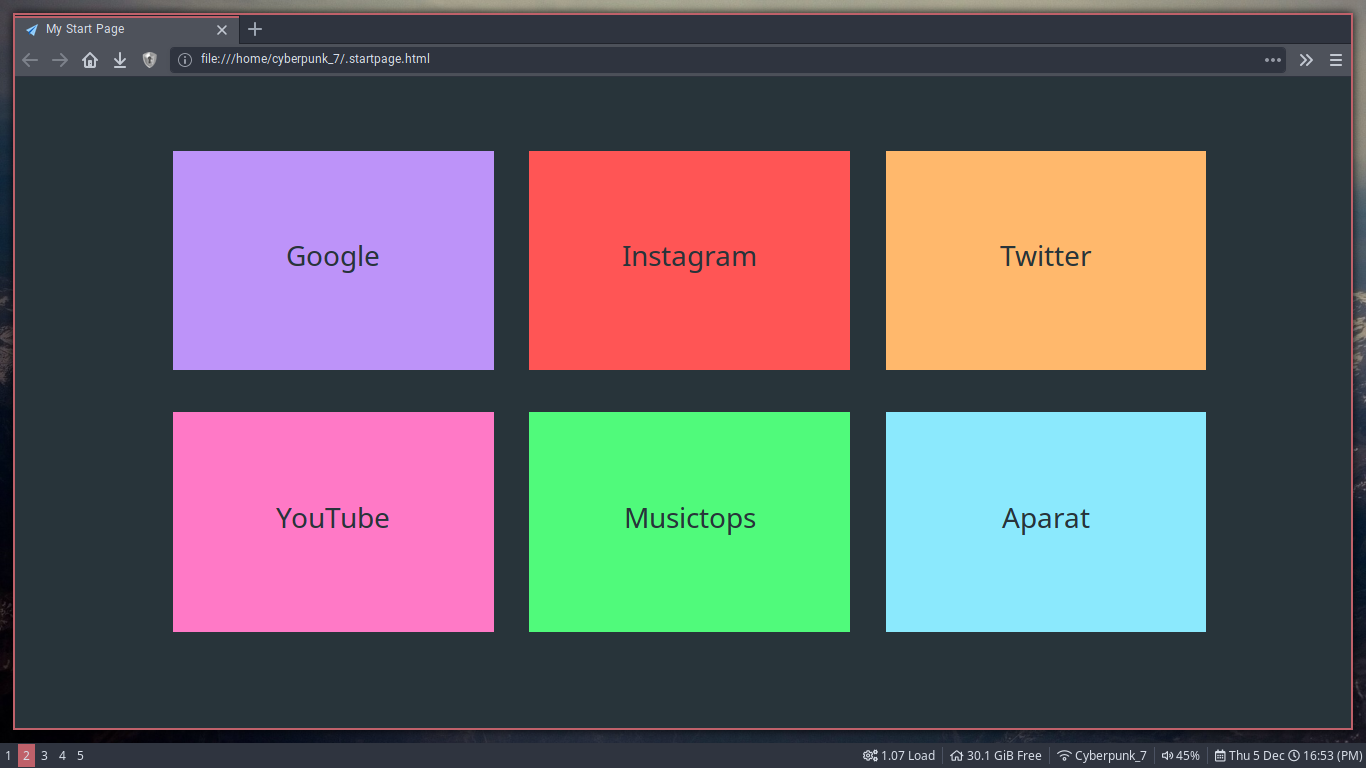 My Start Page
file:///home/cyberpunk_7/.startpage.html
Google Instagram Twitter
YouTube Musictops Aparat
1 2 3 4 5 1.07 Load 30.1 GiB Free Cyberpunk_7 45% Thu 5 Dec 16:53 (PM)